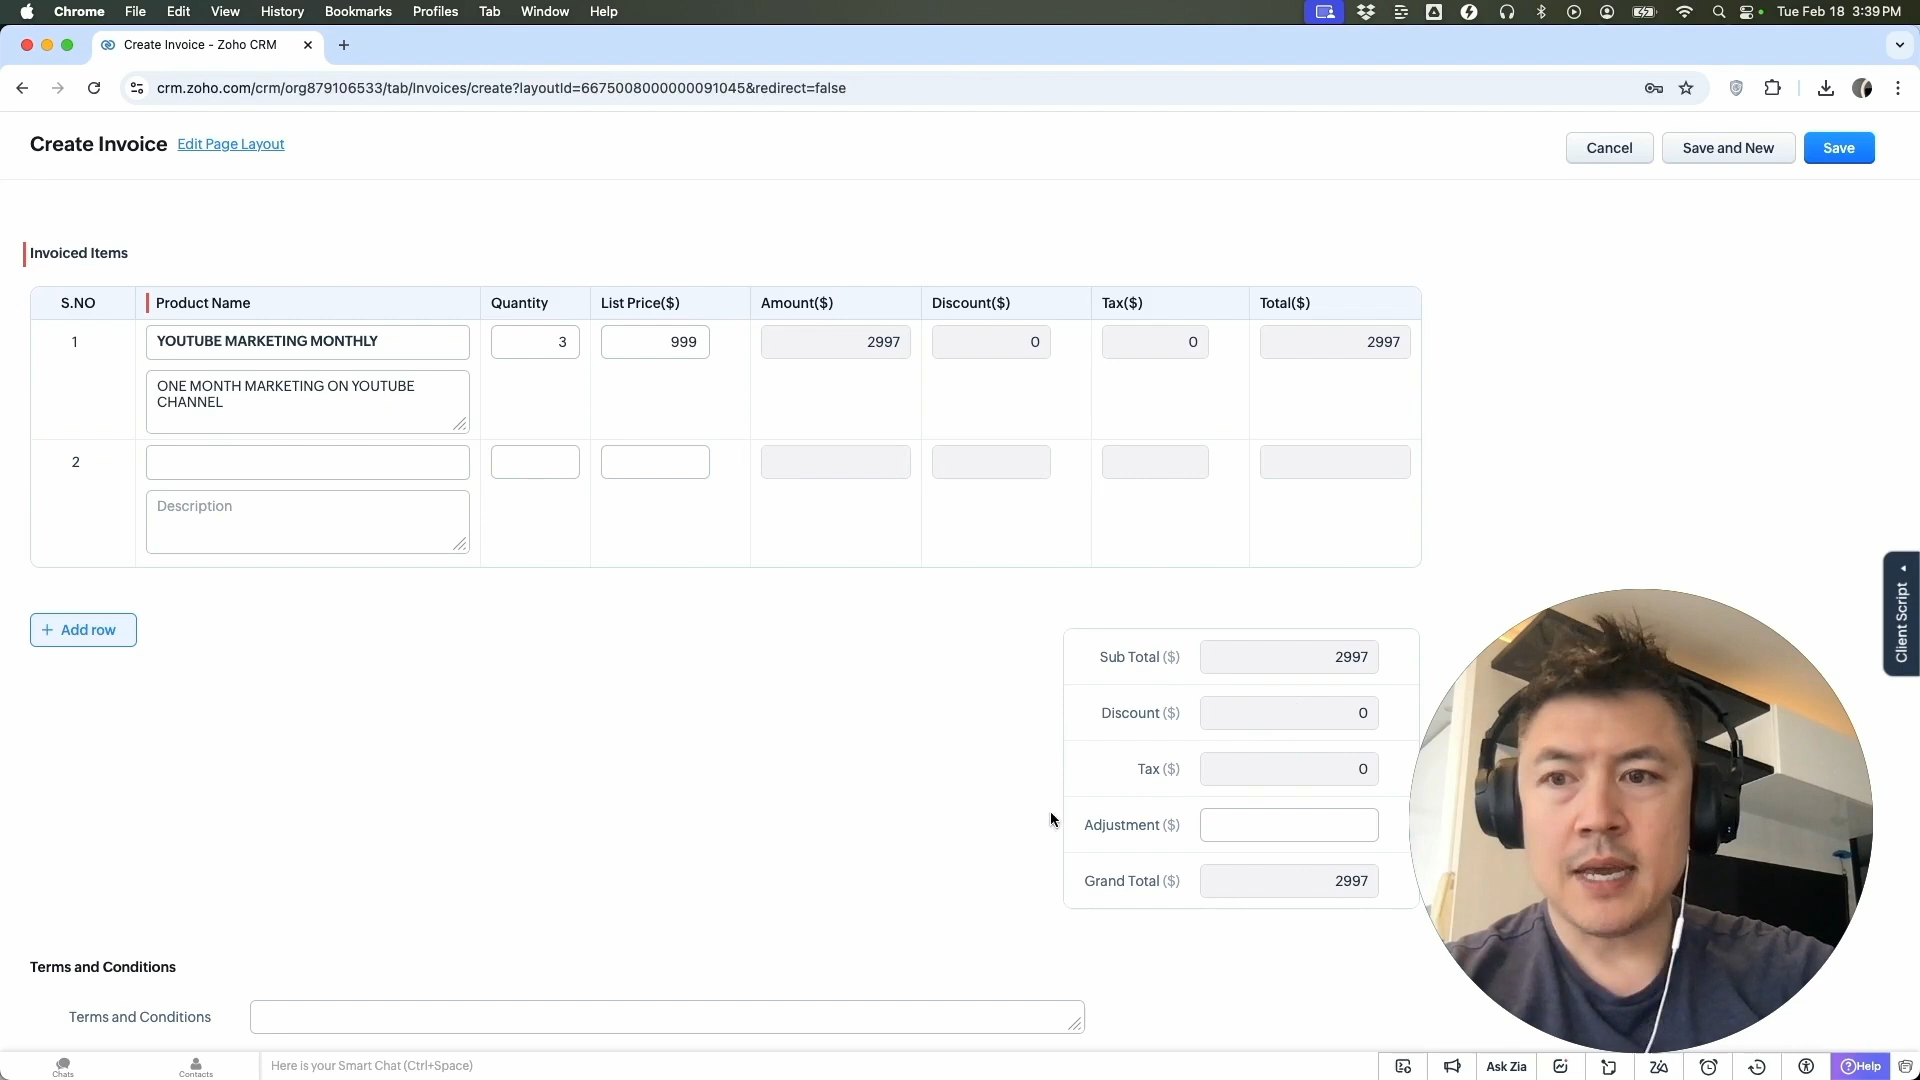 Chrome File Edit View History Bookmarks Profiles Tab Window Help Tue Feb 18 3:39 PM
Create Invoice - Zoho CRM
crm.zoho.com/crm/org879106533/tab/Invoices/create?layoutId=6675008000000091045&redirect=false
Create Invoice Edit Page Layout Cancel Save and New Save
Invoiced Items
S.NO Product Name Quantity List Price($) Amount($) Discount($) Tax($) Total($)
1 YOUTUBE MARKETING MONTHLY 3 999 2997 0 0 2997
ONE MONTH MARKETING ON YOUTUBE
CHANNEL
2
Description
Client Script
+ Add row
Sub Total ($) 2997
Discount ($) 0
Tax ($) 0
Adjustment ($)
Grand Total ($) 2997
Terms and Conditions
Terms and Conditions
Chats Contacts Here is your Smart Chat (Ctrl+Space) Ask Zia Help